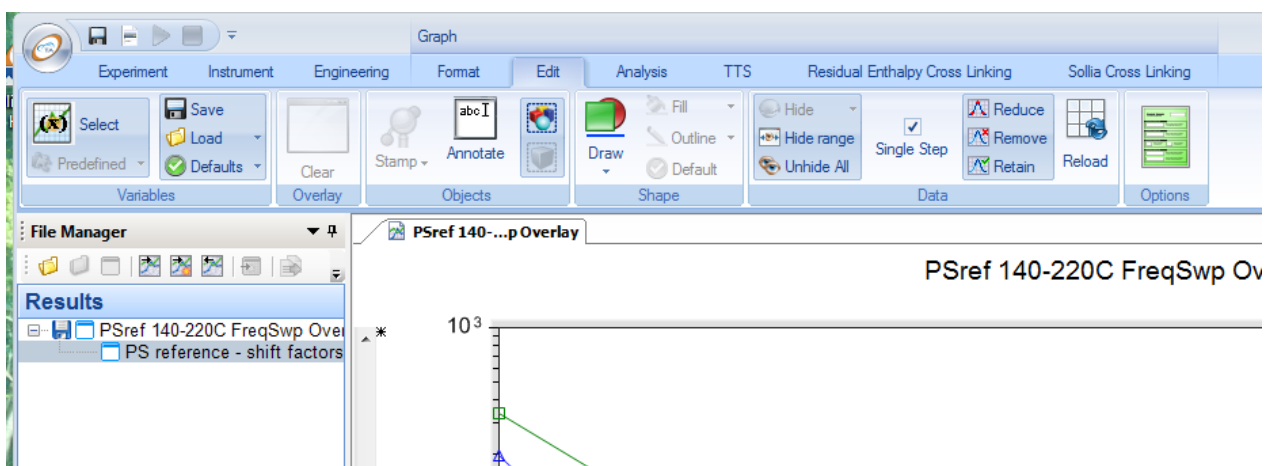 Graph
Experiment Instrument Engineering Format Edit Analysis TTS Residual Enthalpy Cross Linking Sollia Cross Linking
Select
Predefined
Save
Load
Defaults
Variables
Clear
Overlay
Stamp
abc
Annotate
Objects
Draw
Fill
Outline
Default
Shape
Hide
Hide range
Unhide All
Single Step
Reduce
Remove
Retain
Data
Reload
Options
File Manager
PSref 140-...p Overlay
Results
PSref 140-220C FreqSwp Over
PS reference - shift factors
PSref 140-220C FreqSwp Ov
10³